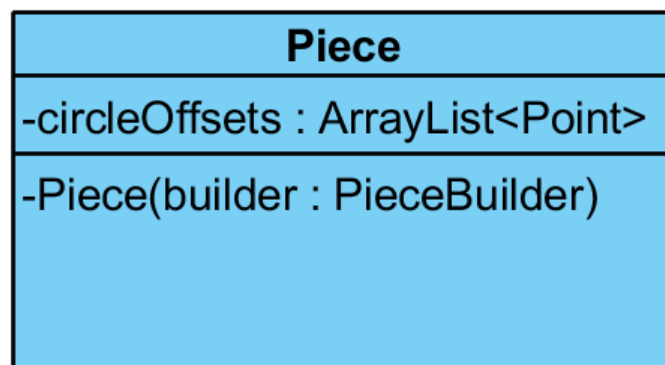 Piece
-circleOffsets : ArrayList<Point>
-Piece(builder : PieceBuilder)